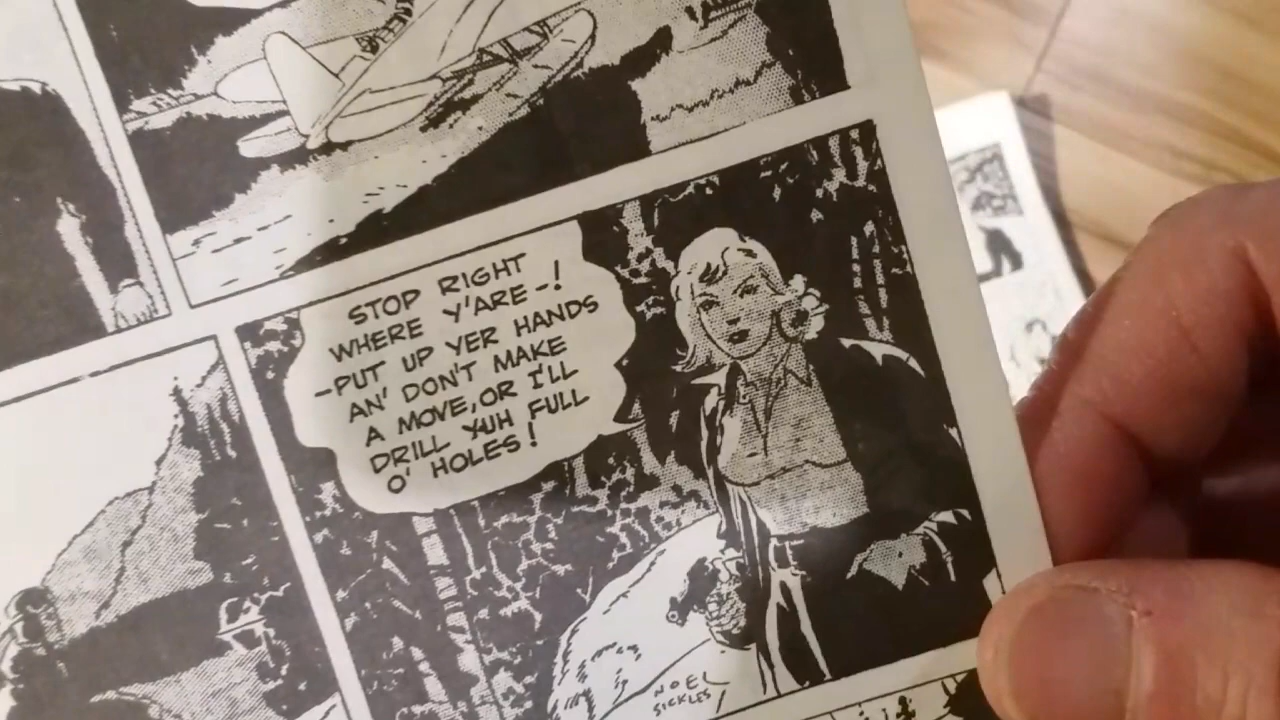 STOP RIGHT
WHERE Y'ARE-!
-PUT UP YER HANDS
AN' DON'T MAKE
A MOVE, OR I'LL
DRILL YUH FULL
O' HOLES!
NOEL
SICKLES